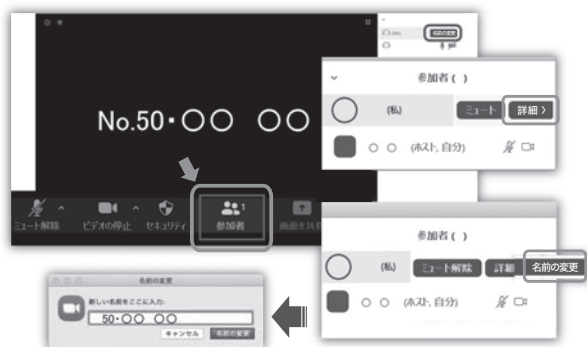 名前の変更
No.50・○○ ○○
ミュート解除
ビデオの停止
セキュリティ
1
参加者
画面を共有
参加者 ( )
(私) ミュート 詳細 >
○ ○ (ホスト, 自分)
参加者 ( )
(私) ミュート解除 詳細 名前の変更
○ ○ (ホスト, 自分)
名前の変更
新しい名前をここに入力:
50・○○ ○○
キャンセル 名前の変更